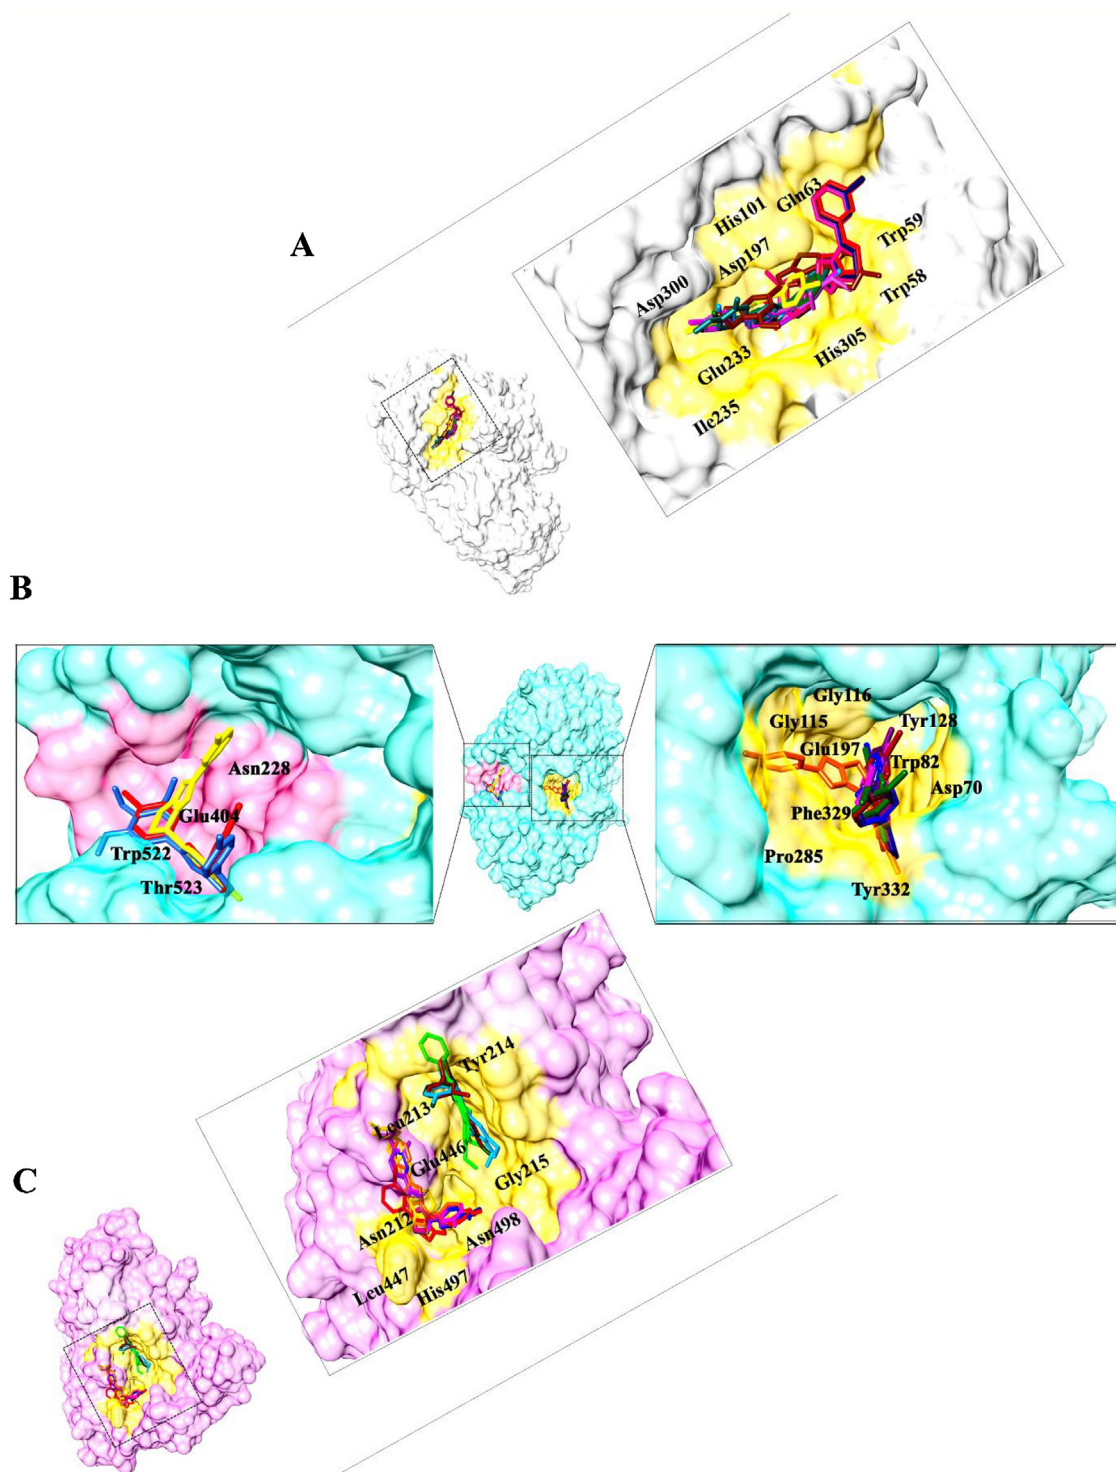 A
His101
Gln63
Trp59
Asp197
Trp58
Asp300
His305
Glu233
Ile235
B
Asn228
Glu404
Trp522
Thr523
Gly116
Gly115
Tyr128
Glu197
Trp82
Asp70
Phe329
Pro285
Tyr332
C
Tyr214
Leu213
Glu446
Gly215
Asn212
Asn498
Leu447
His497